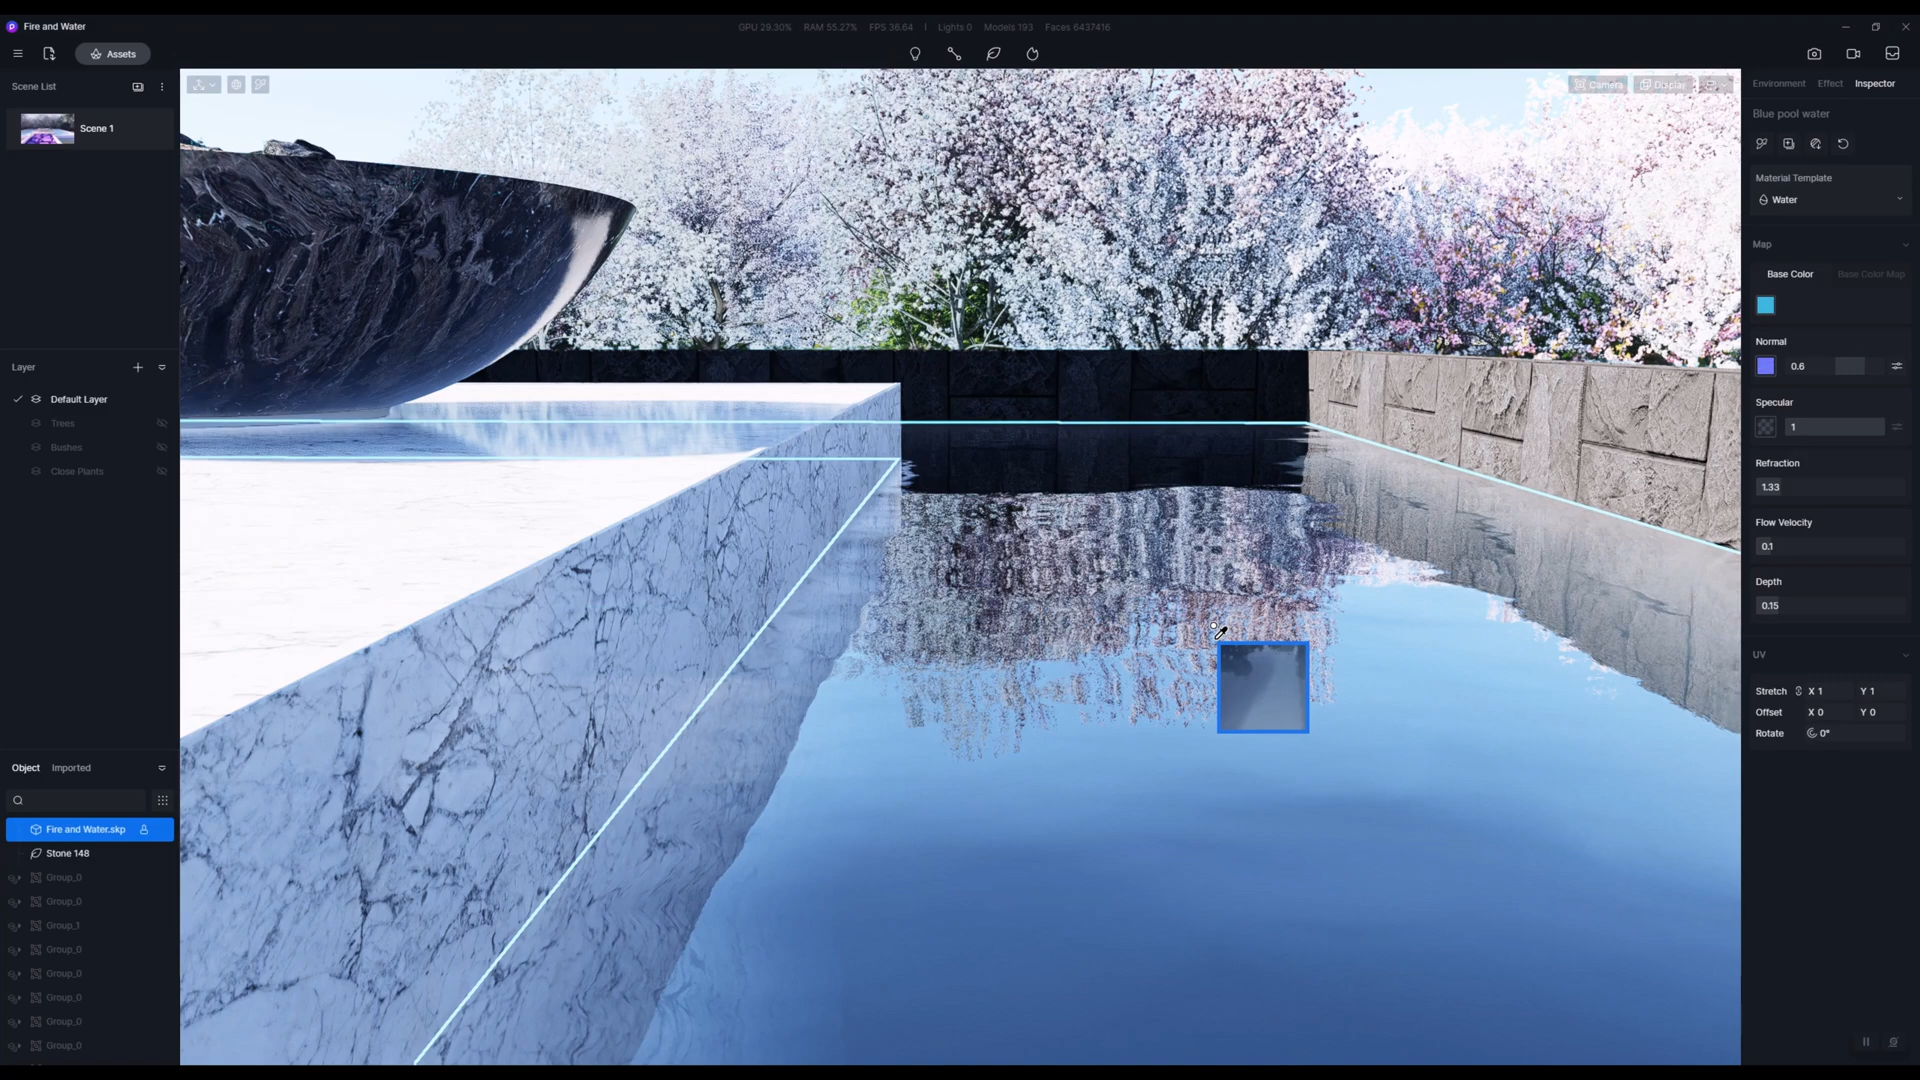 Fire and Water
GPU 29.30% RAM 55.27% FPS 36.64 | Lights 0 Models 193 Faces 6437416
Assets
Scene List
Scene 1
Layer
Default Layer
Trees
Bushes
Close Plants
Object Imported
Fire and Water.skp
Stone 148
Group_0
Group_0
Group_1
Group_0
Group_0
Group_0
Group_0
Group_0
Camera Display
Environment Effect Inspector
Blue pool water
Material Template
Water
Map
Base Color Base Color Map
Normal
0.6
Specular
1
Refraction
1.33
Flow Velocity
0.1
Depth
0.15
UV
Stretch X 1 Y 1
Offset X 0 Y 0
Rotate 0°